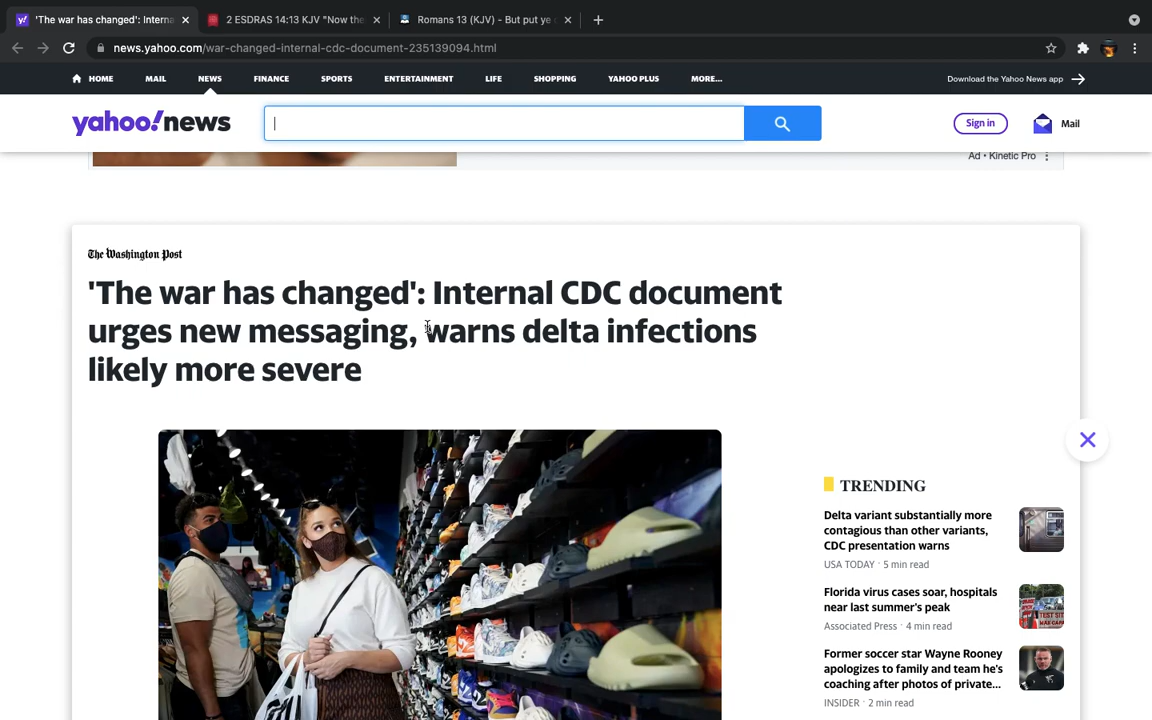 'The war has changed': Interna
2 ESDRAS 14:13 KJV "Now the
Romans 13 (KJV) - But put ye
news.yahoo.com/war-changed-internal-cdc-document-235139094.html
HOME MAIL NEWS FINANCE SPORTS ENTERTAINMENT LIFE SHOPPING YAHOO PLUS MORE... Download the Yahoo News app
yahoo!news
Sign in
Mail
Ad • Kinetic Pro
The Washington Post
'The war has changed': Internal CDC document
urges new messaging, warns delta infections
likely more severe
TRENDING
Delta variant substantially more
contagious than other variants,
CDC presentation warns
USA TODAY · 5 min read
Florida virus cases soar, hospitals
near last summer's peak
Associated Press · 4 min read
Former soccer star Wayne Rooney
apologizes to family and team he's
coaching after photos of private...
INSIDER · 2 min read